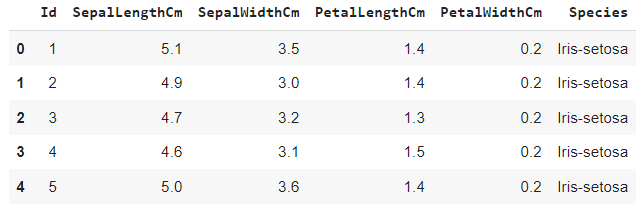 Id SepalLengthCm SepalWidthCm PetalLengthCm PetalWidthCm Species
0 1 5.1 3.5 1.4 0.2 Iris-setosa
1 2 4.9 3.0 1.4 0.2 Iris-setosa
2 3 4.7 3.2 1.3 0.2 Iris-setosa
3 4 4.6 3.1 1.5 0.2 Iris-setosa
4 5 5.0 3.6 1.4 0.2 Iris-setosa